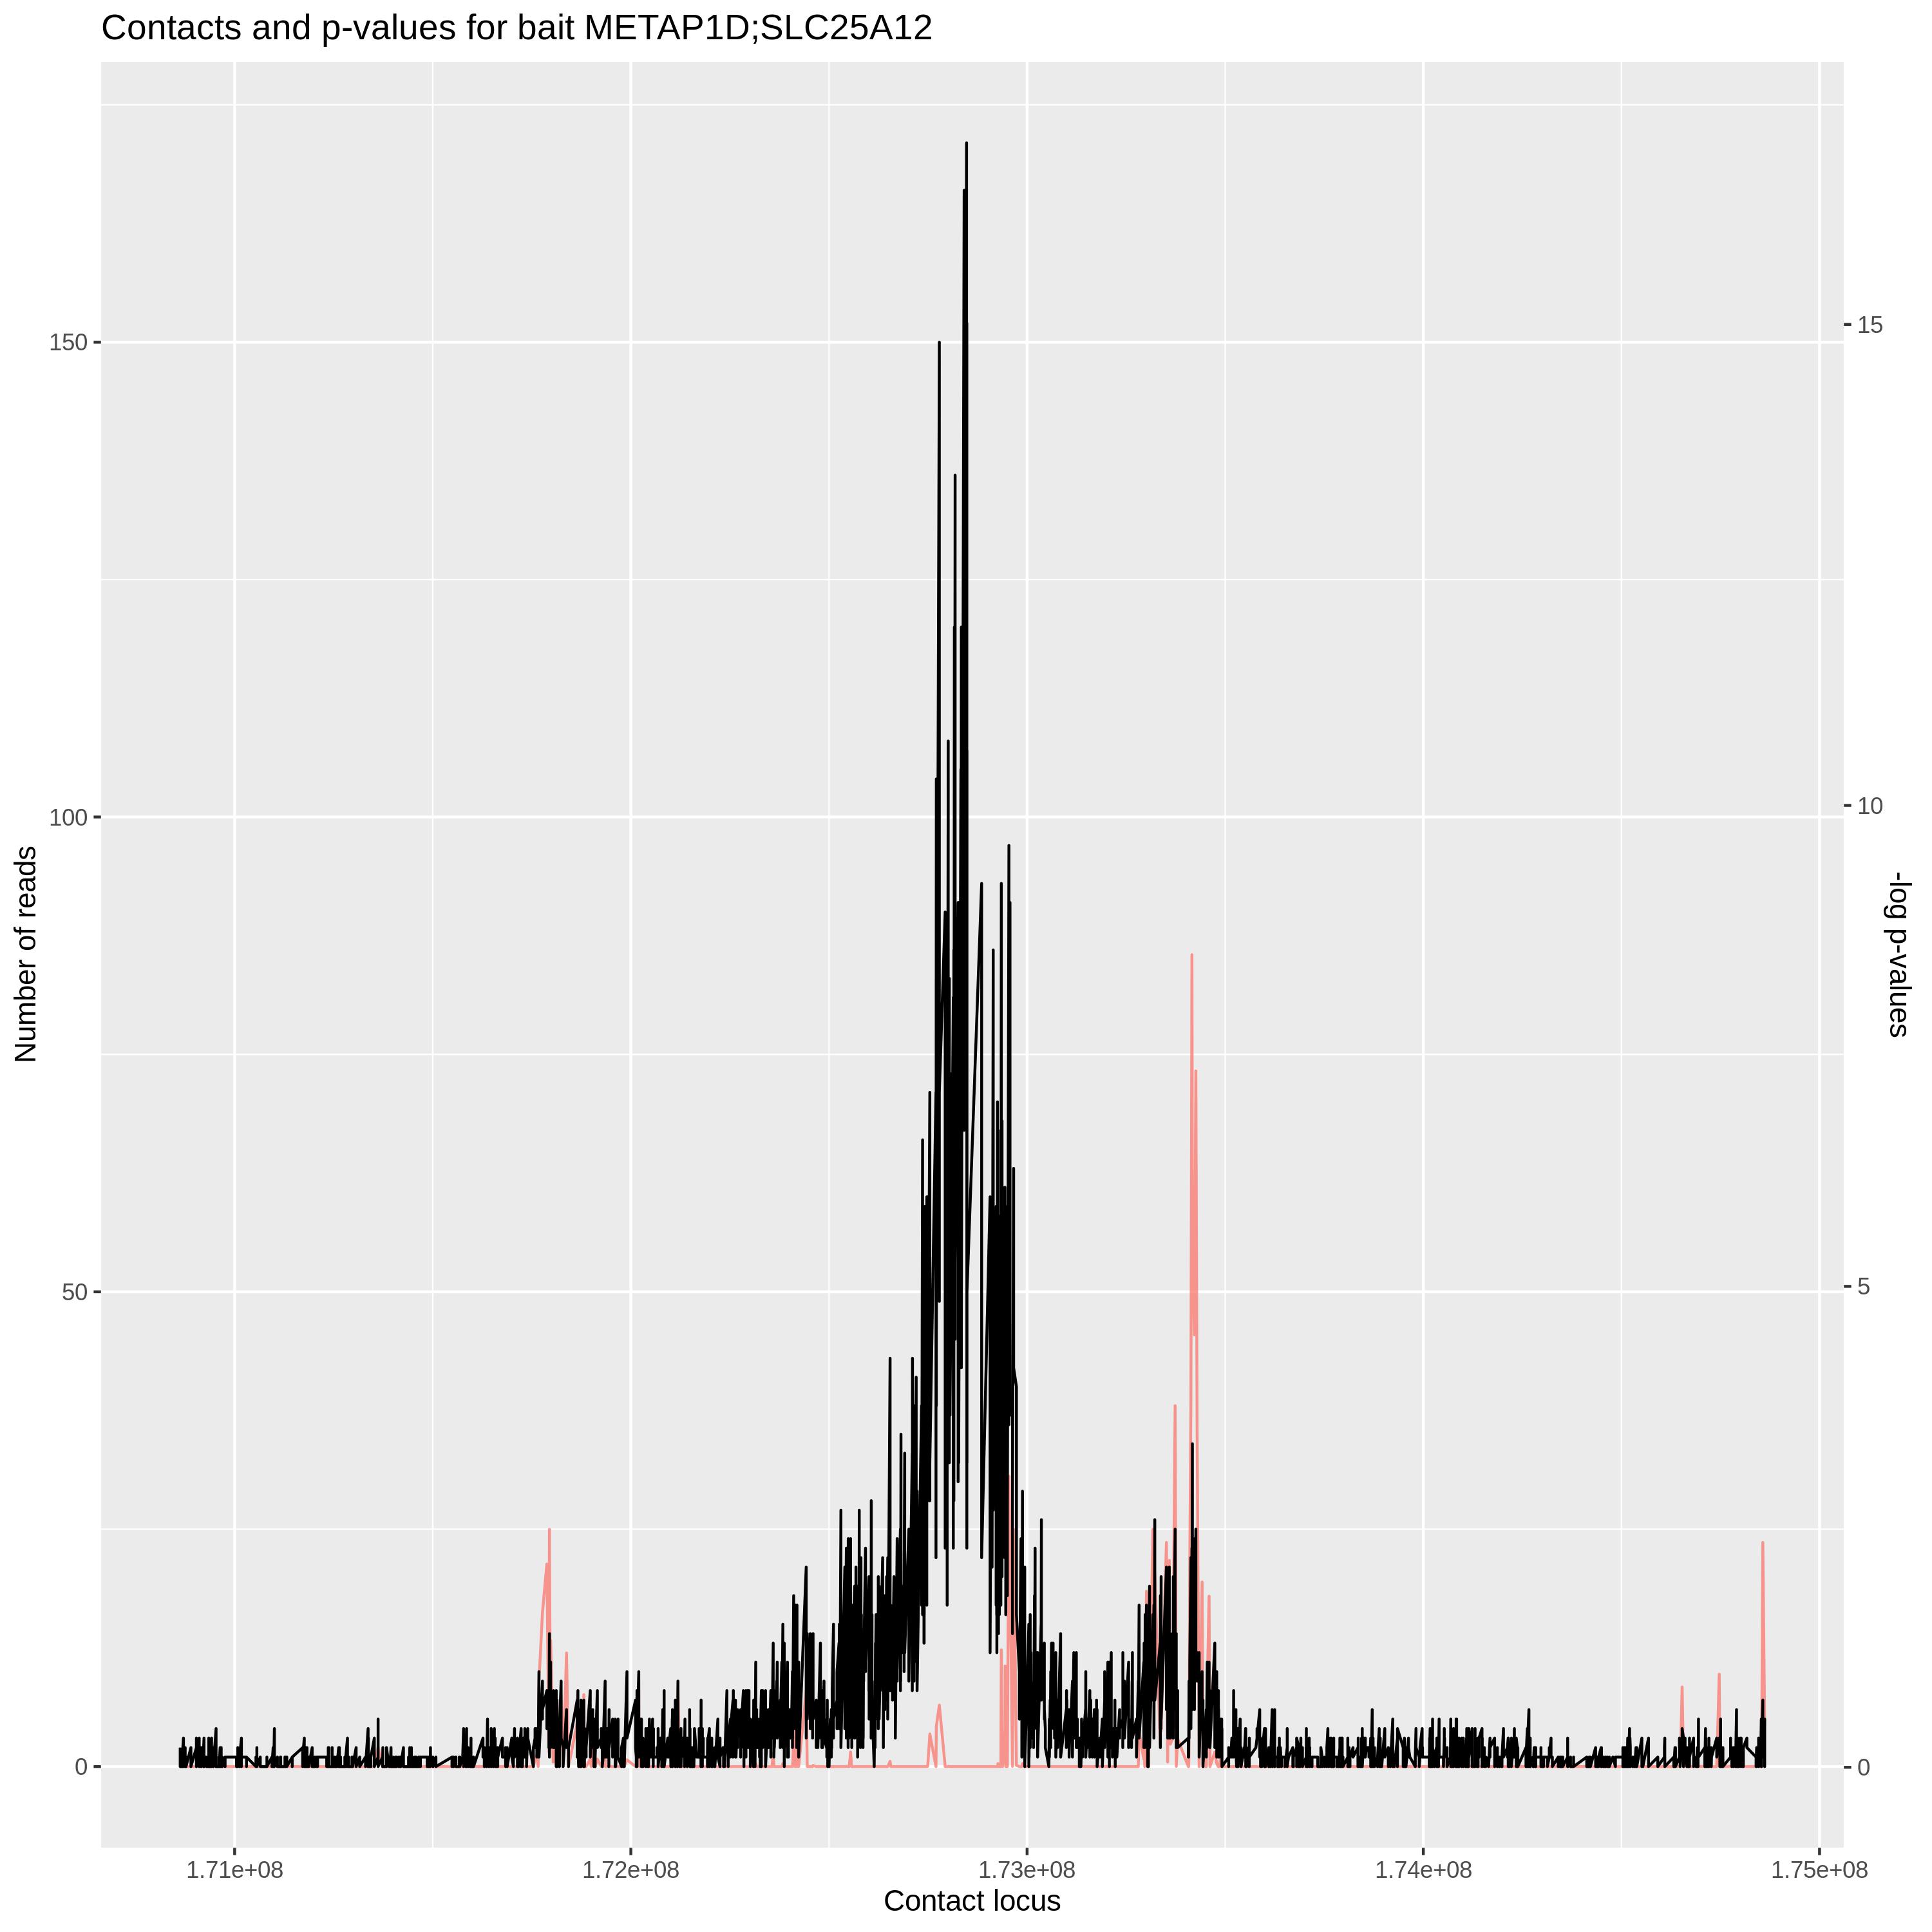 Contacts and p-values for bait METAP1D;SLC25A12
150
100
50
0
Number of reads
15
10
5
0
-log p-values
1.71e+08
1.72e+08
1.73e+08
1.74e+08
1.75e+08
Contact locus